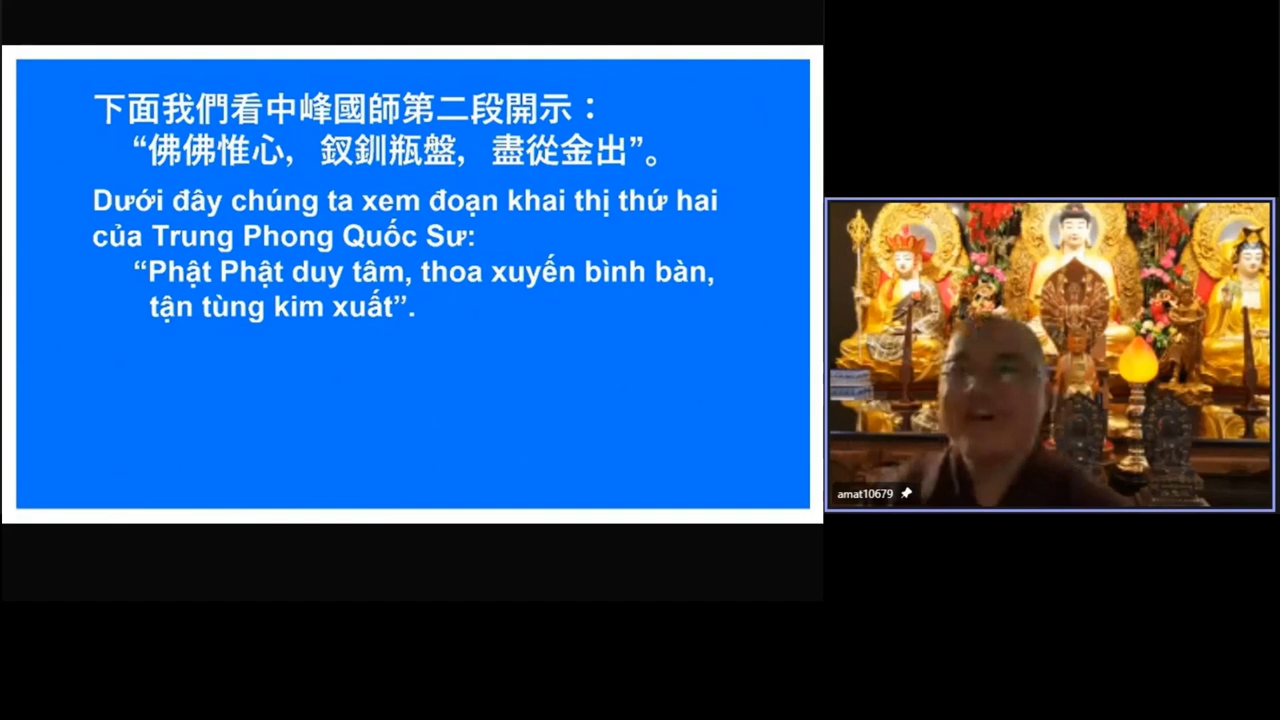 下面我們看中峰國師第二段開示：
“佛佛惟心，釵釧瓶盤，盡從金出”。
Dưới đây chúng ta xem đoạn khai thị thứ hai
của Trung Phong Quốc Sư:
“Phật Phật duy tâm, thoa xuyến bình bàn,
tận tùng kim xuất”.
amat10679